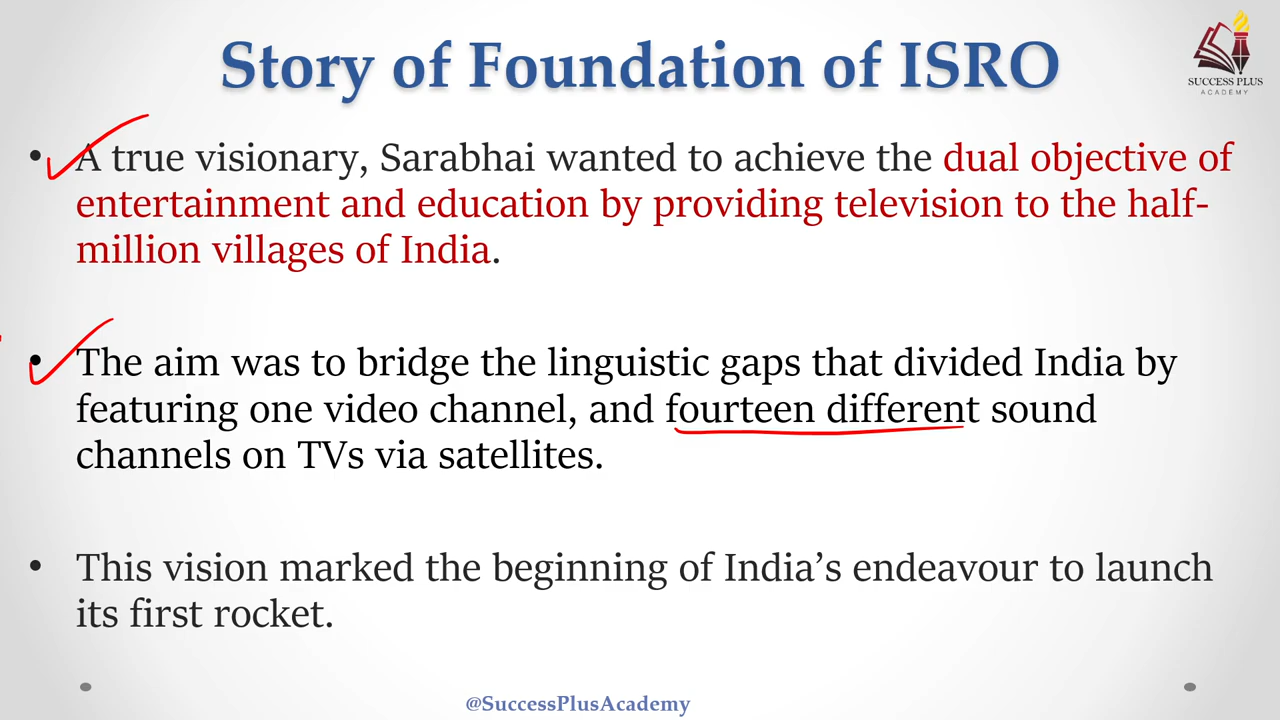 Story of Foundation of ISRO
SUCCESS PLUS
ACADEMY
• A true visionary, Sarabhai wanted to achieve the dual objective of
entertainment and education by providing television to the half-
million villages of India.
• The aim was to bridge the linguistic gaps that divided India by
featuring one video channel, and fourteen different sound
channels on TVs via satellites.
• This vision marked the beginning of India’s endeavour to launch
its first rocket.
@SuccessPlusAcademy